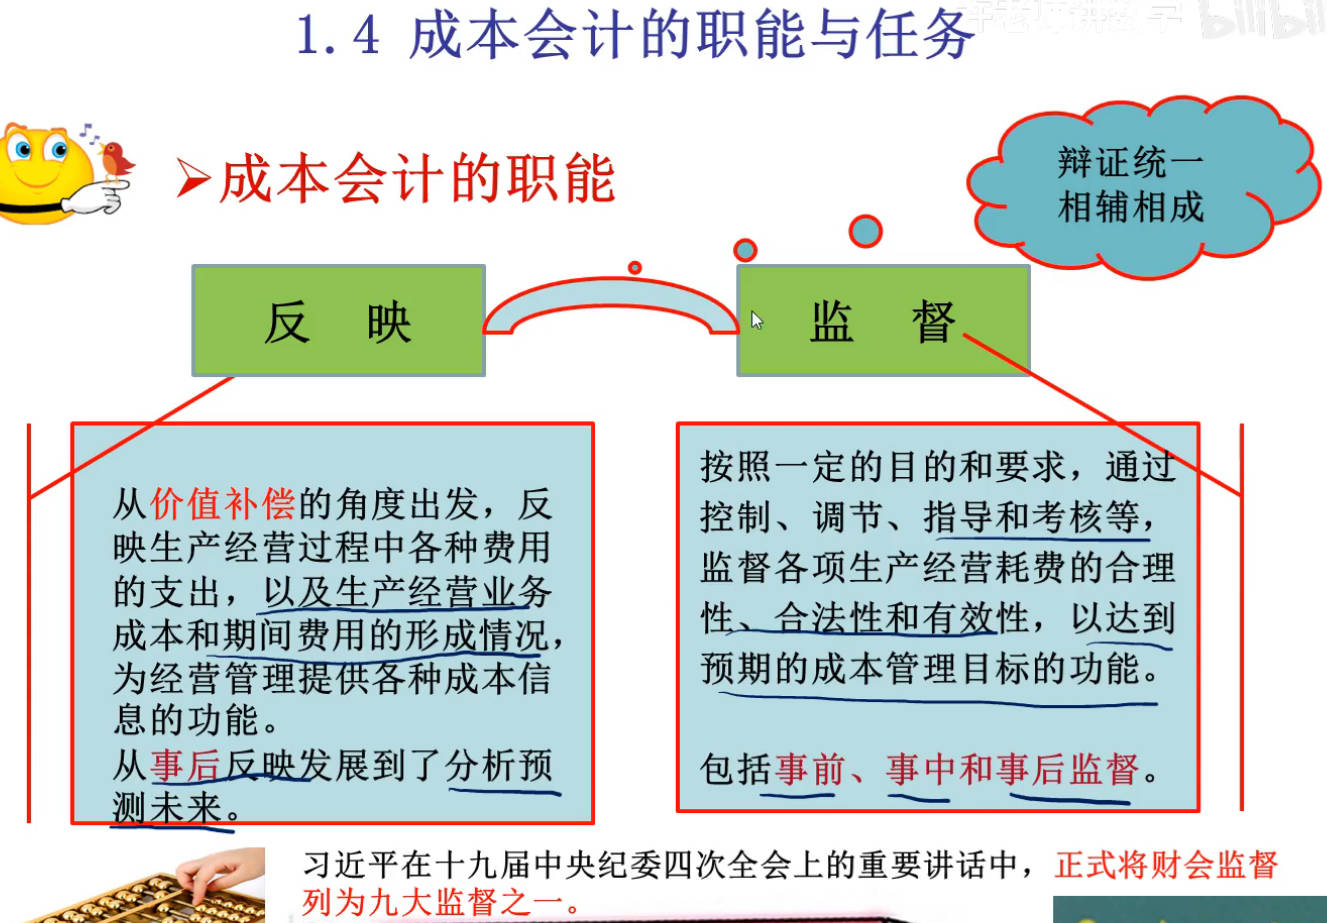 1.4 成本会计的职能与任务
bilibili
➢成本会计的职能
辩证统一
相辅相成
反 映
监 督
从价值补偿的角度出发，反
映生产经营过程中各种费用
的支出，以及生产经营业务
成本和期间费用的形成情况，
为经营管理提供各种成本信
息的功能。
从事后反映发展到了分析预
测未来。
按照一定的目的和要求，通过
控制、调节、指导和考核等，
监督各项生产经营耗费的合理
性、合法性和有效性，以达到
预期的成本管理目标的功能。
包括事前、事中和事后监督。
习近平在十九届中央纪委四次全会上的重要讲话中，正式将财会监督
列为九大监督之一。